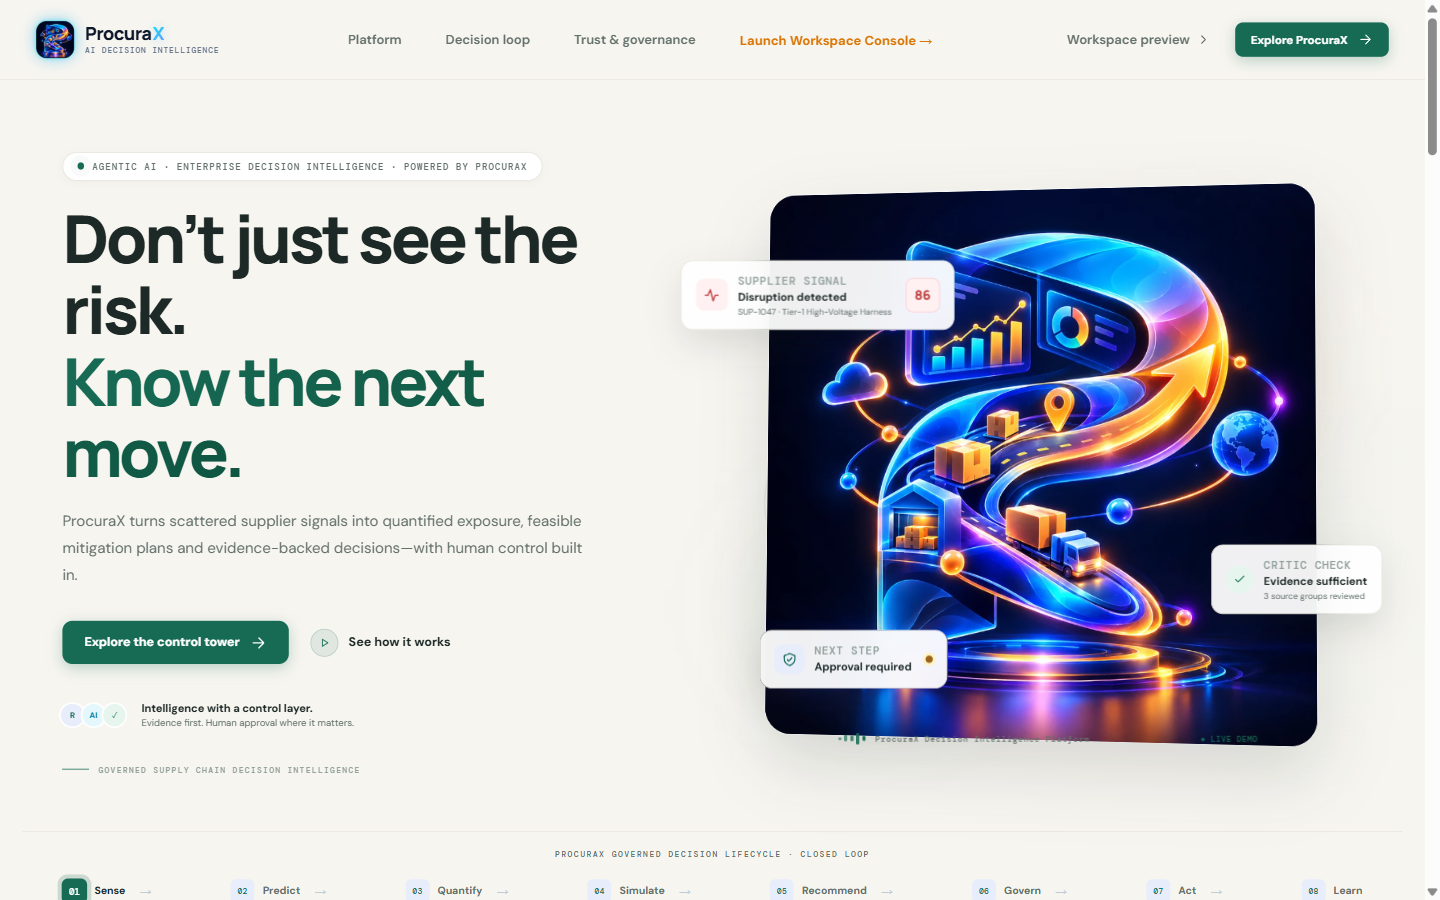 ProcuraX
AI DECISION INTELLIGENCE
Platform
Decision loop
Trust & governance
Launch Workspace Console →
Workspace preview
Explore ProcuraX →
AGENTIC AI · ENTERPRISE DECISION INTELLIGENCE · POWERED BY PROCURAX
Don’t just see the
risk.
Know the next
move.
ProcuraX turns scattered supplier signals into quantified exposure, feasible
mitigation plans and evidence-backed decisions—with human control built
in.
Explore the control tower →
See how it works
R AI ✓
Intelligence with a control layer.
Evidence first. Human approval where it matters.
GOVERNED SUPPLY CHAIN DECISION INTELLIGENCE
SUPPLIER SIGNAL
Disruption detected
SUP-1047 · Tier-1 High-Voltage Harness
86
CRITIC CHECK
Evidence sufficient
3 source groups reviewed
NEXT STEP
Approval required
ProcuraX Decision Intelligence Platform
LIVE DEMO
PROCURAX GOVERNED DECISION LIFECYCLE · CLOSED LOOP
01 Sense →
02 Predict →
03 Quantify →
04 Simulate →
05 Recommend →
06 Govern →
07 Act →
08 Learn